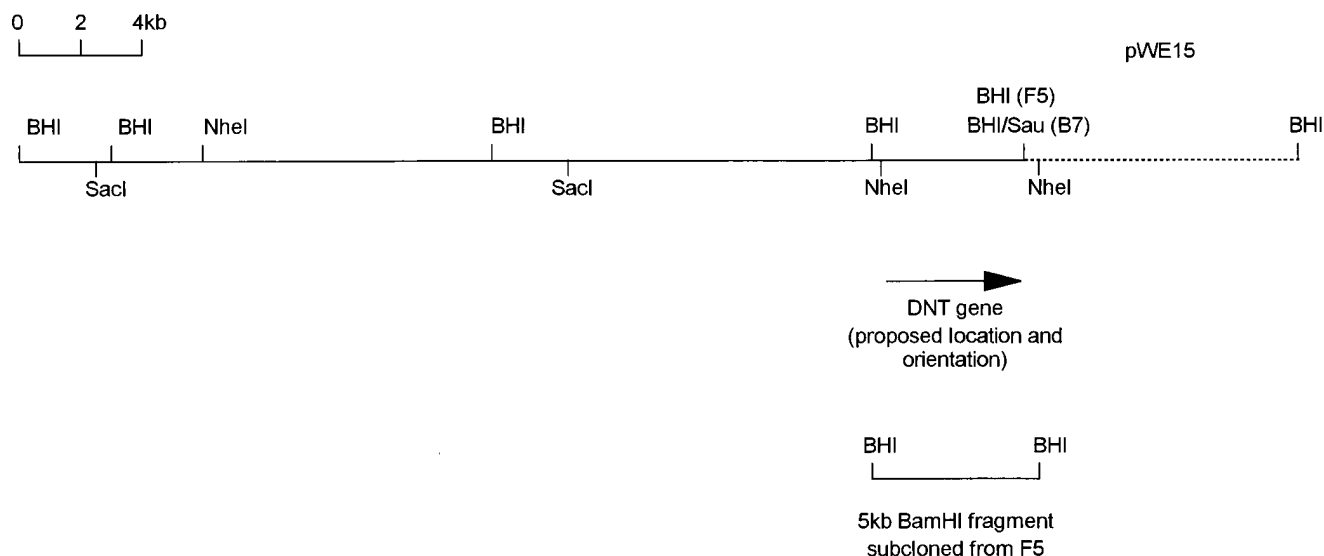 0 2 4kb
pWE15
BHI (F5)
BHI BHI NheI BHI BHI BHI/Sau (B7) BHI
SacI SacI NheI NheI
DNT gene
(proposed location and
orientation)
BHI BHI
5kb BamHI fragment
subcloned from F5